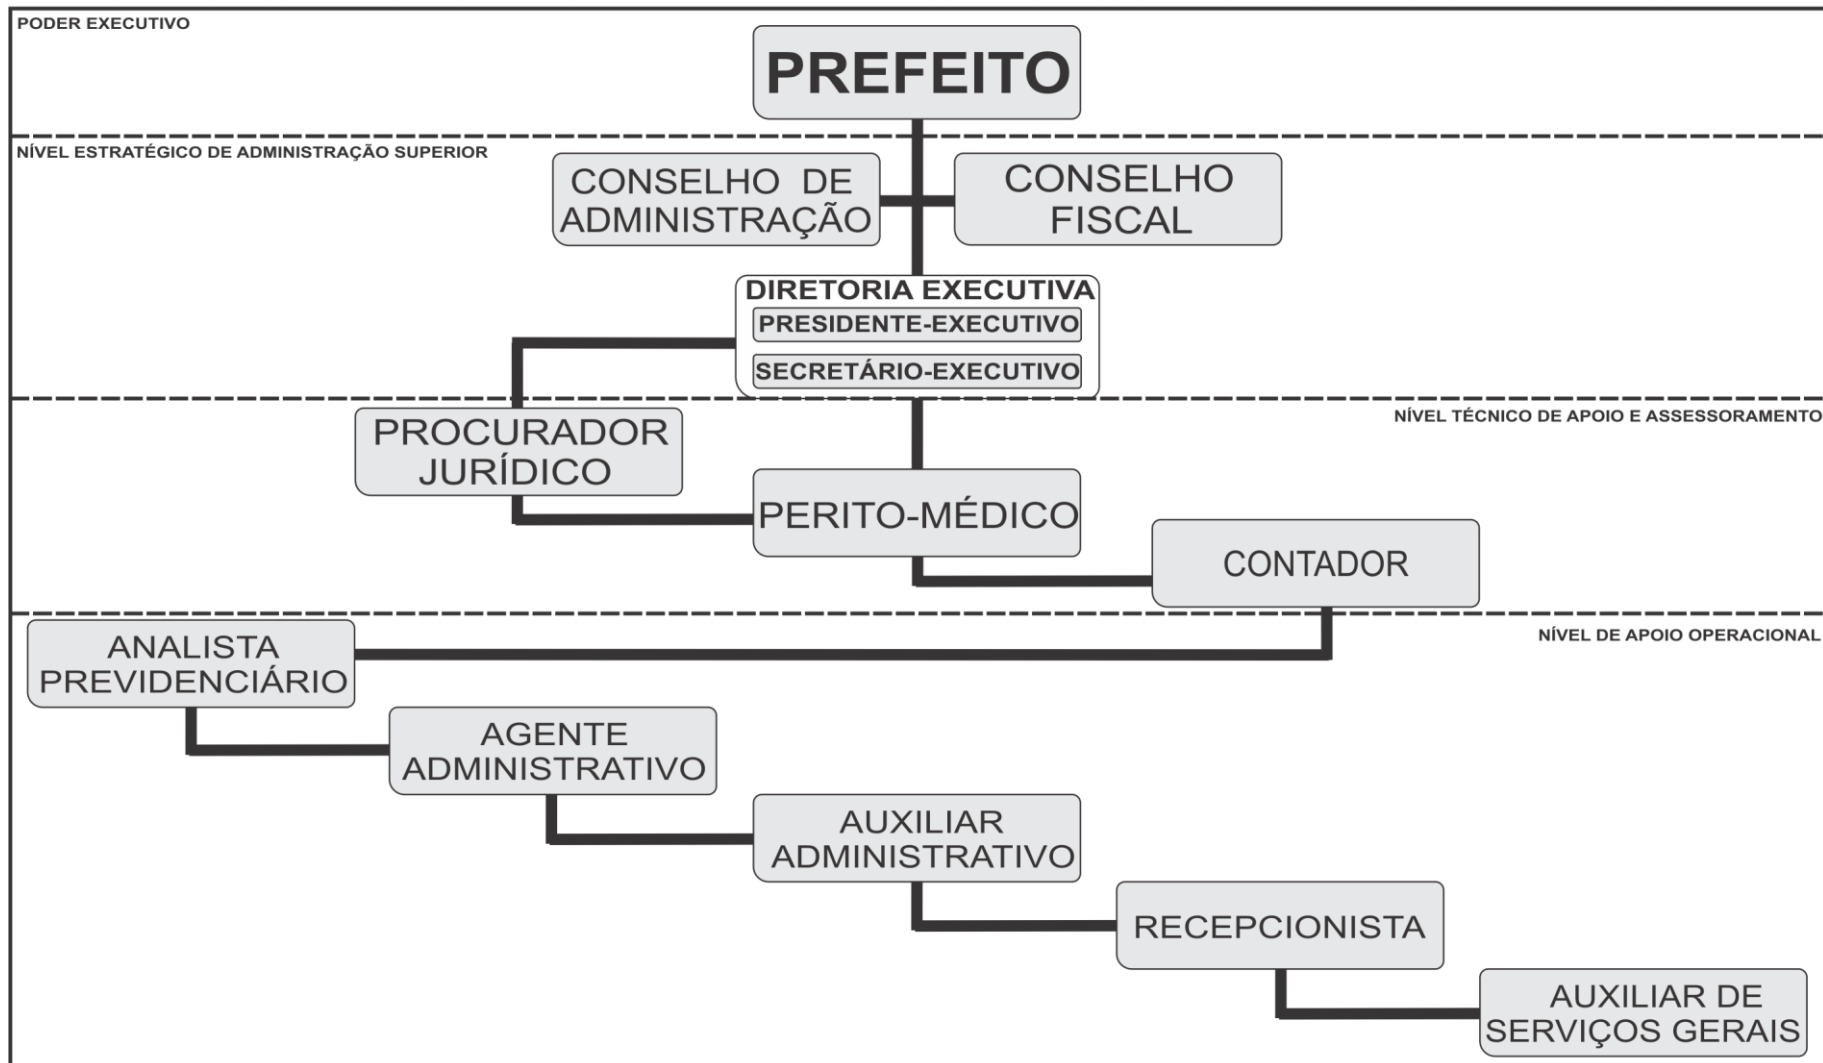 PODER EXECUTIVO
PREFEITO
NÍVEL ESTRATÉGICO DE ADMINISTRAÇÃO SUPERIOR
CONSELHO DE
ADMINISTRAÇÃO
CONSELHO
FISCAL
DIRETORIA EXECUTIVA
PRESIDENTE-EXECUTIVO
SECRETÁRIO-EXECUTIVO
NÍVEL TÉCNICO DE APOIO E ASSESSORAMENTO
PROCURADOR
JURÍDICO
PERITO-MÉDICO
CONTADOR
NÍVEL DE APOIO OPERACIONAL
ANALISTA
PREVIDENCIÁRIO
AGENTE
ADMINISTRATIVO
AUXILIAR
ADMINISTRATIVO
RECEPCIONISTA
AUXILIAR DE
SERVIÇOS GERAIS